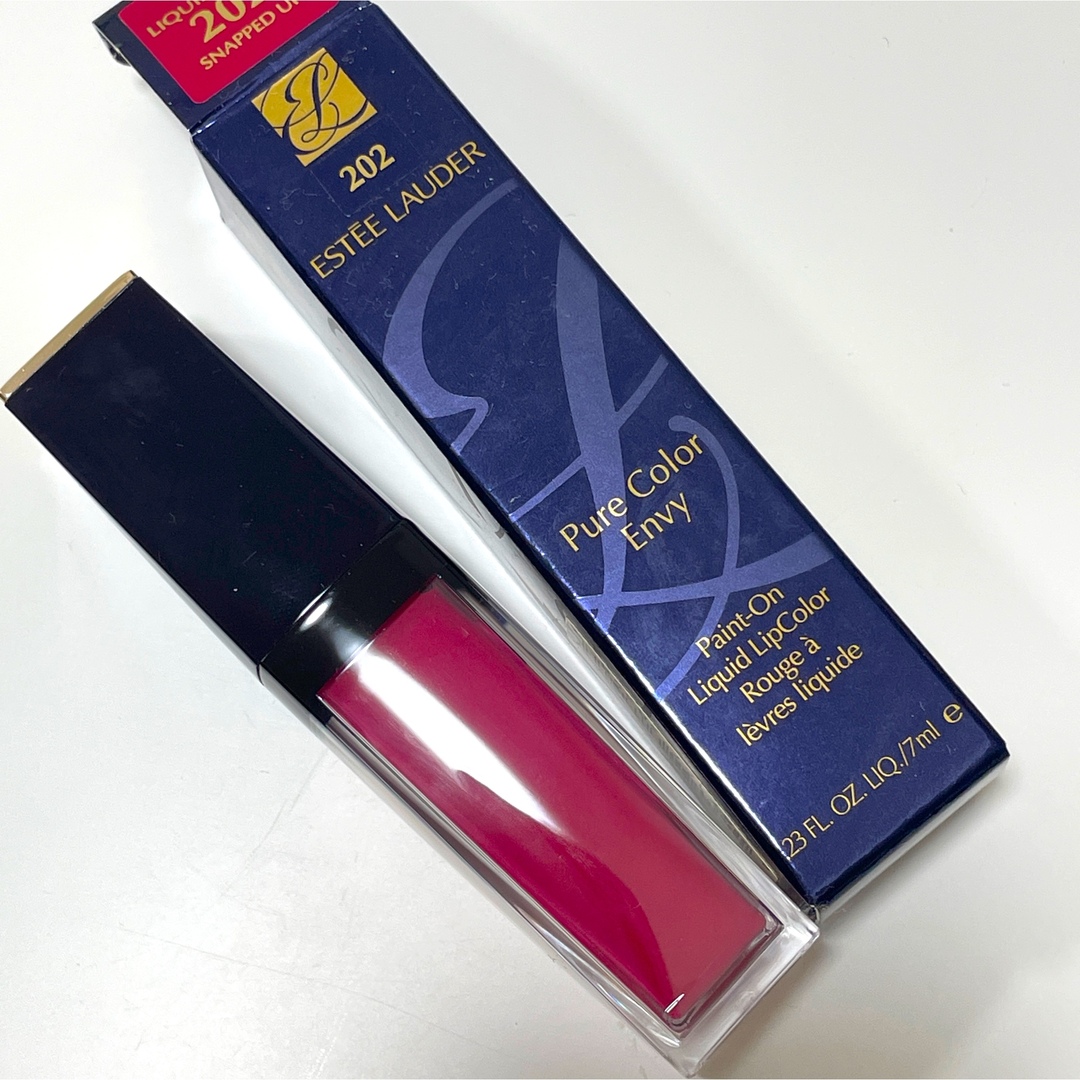 202
SNAPPED
202
ESTĒE LAUDER
Pure Color
Envy
Paint-On
Liquid LipColor
Rouge à
lèvres liquide
.23 FL. OZ. LIQ./7ml e